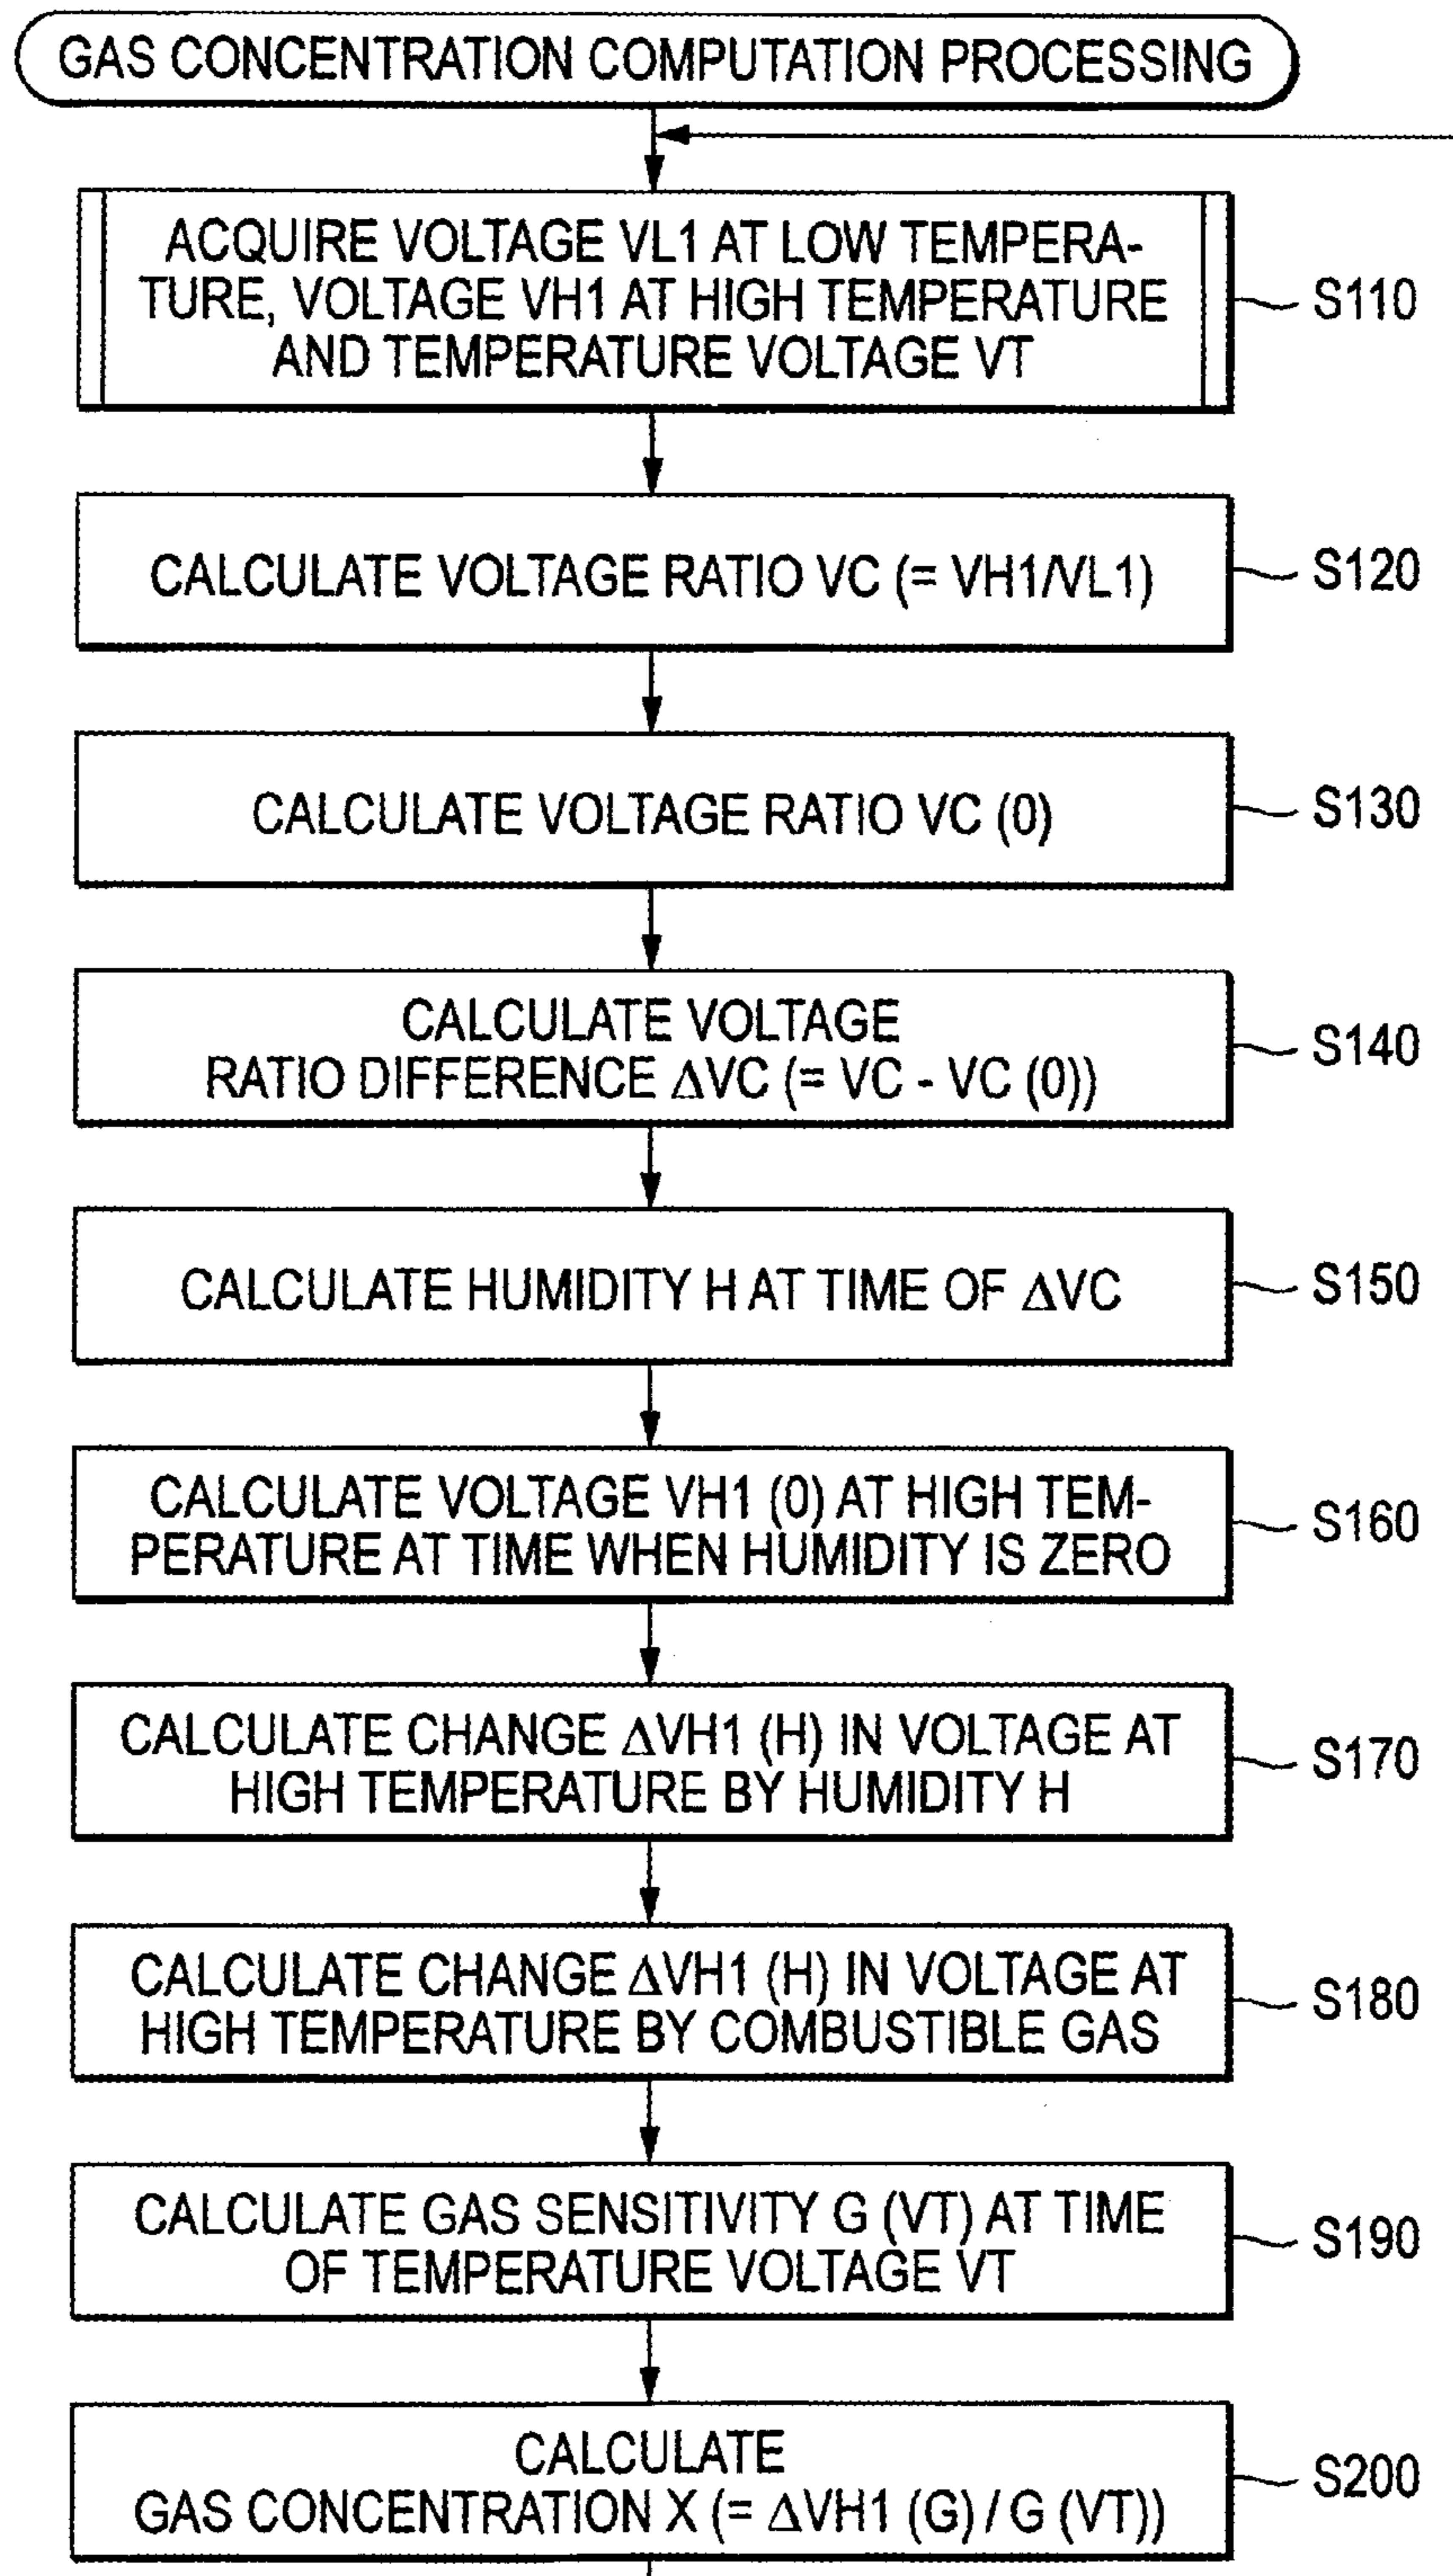 GAS CONCENTRATION COMPUTATION PROCESSING
ACQUIRE VOLTAGE VL1 AT LOW TEMPERA-
TURE, VOLTAGE VH1 AT HIGH TEMPERATURE
AND TEMPERATURE VOLTAGE VT
S110
CALCULATE VOLTAGE RATIO VC (= VH1/VL1)
S120
CALCULATE VOLTAGE RATIO VC (0)
S130
CALCULATE VOLTAGE
RATIO DIFFERENCE ΔVC (= VC - VC (0))
S140
CALCULATE HUMIDITY H AT TIME OF ΔVC
S150
CALCULATE VOLTAGE VH1 (0) AT HIGH TEM-
PERATURE AT TIME WHEN HUMIDITY IS ZERO
S160
CALCULATE CHANGE ΔVH1 (H) IN VOLTAGE AT
HIGH TEMPERATURE BY HUMIDITY H
S170
CALCULATE CHANGE ΔVH1 (H) IN VOLTAGE AT
HIGH TEMPERATURE BY COMBUSTIBLE GAS
S180
CALCULATE GAS SENSITIVITY G (VT) AT TIME
OF TEMPERATURE VOLTAGE VT
S190
CALCULATE
GAS CONCENTRATION X (= ΔVH1 (G) / G (VT))
S200